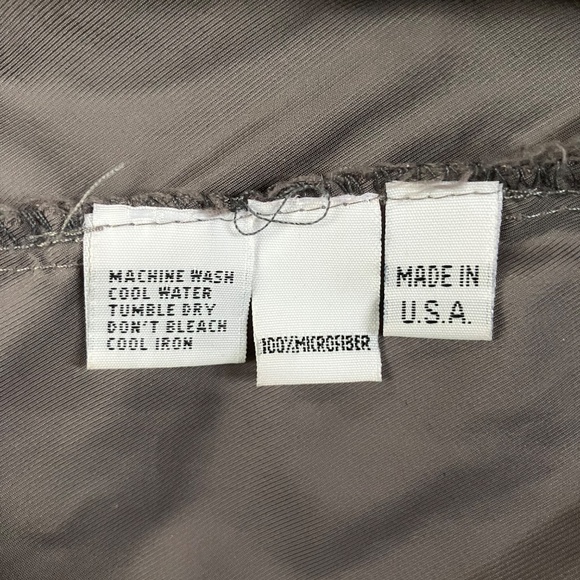 MACHINE WASH
COOL WATER
TUMBLE DRY
DON'T BLEACH
COOL IRON
100%MICROFIBER
MADE IN
U.S.A.